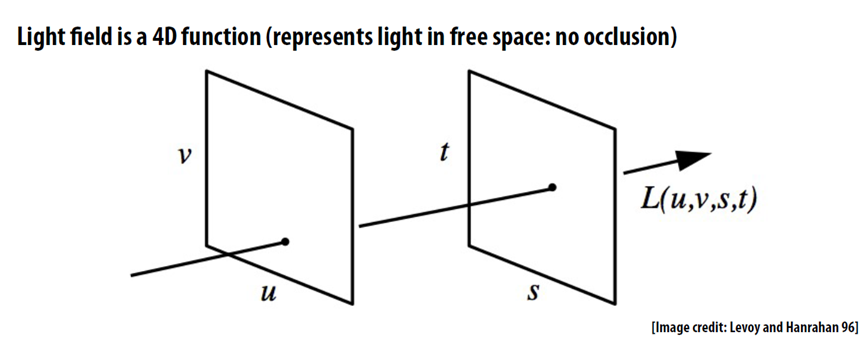 Light field is a 4D function (represents light in free space: no occlusion)
v
t
L(u,v,s,t)
u
s
[Image credit: Levoy and Hanrahan 96]